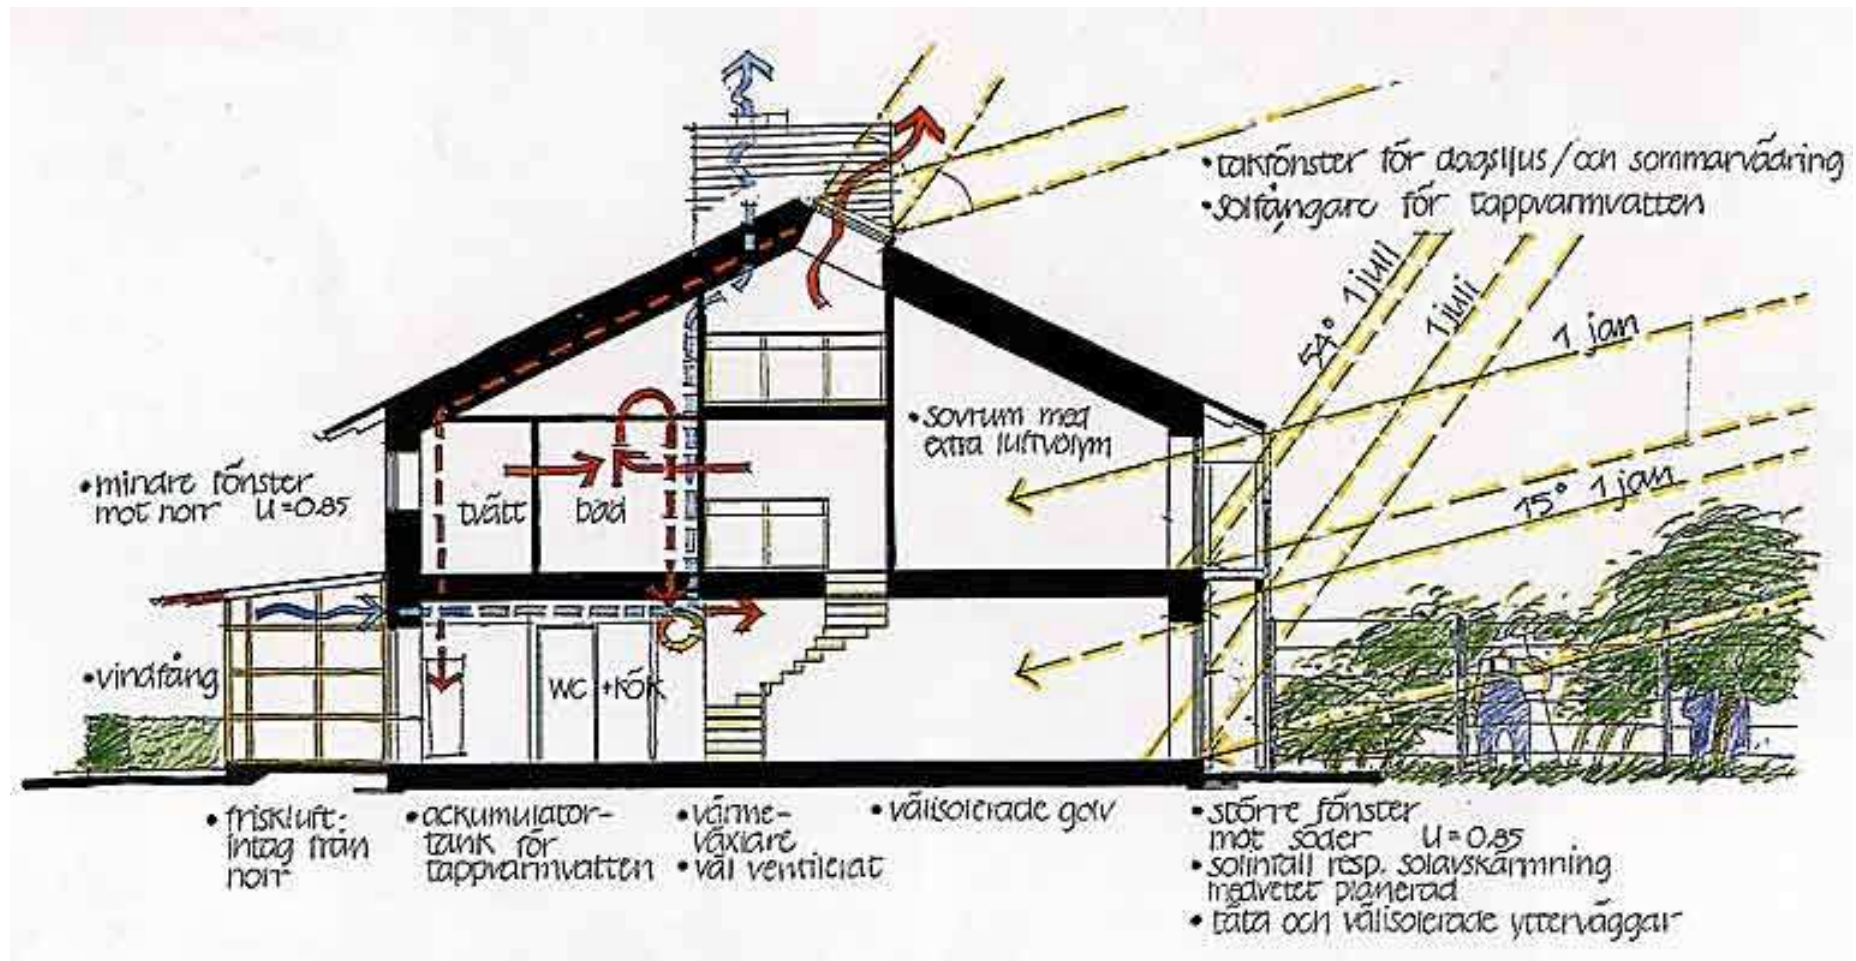 •takfönster för dagsljus/och sommarvädring
•solfångare för tappvarmvatten
54° 1 juli
1 juli
1 jan
15° 1 jan
•sovrum med
extra luftvolym
•mindre fönster
mot norr U=0.85
tvätt
bad
•vindfång
WC +KÖK
•friskluft-
intag från
norr
•ackumulator-
tank för
tappvarmvatten
•värme-
växlare
•väl ventilerat
•välisolerade golv
•större fönster
mot söder U=0.85
•solinfall resp. solavskärmning
medvetet planerad
•täta och välisolerade ytterväggar